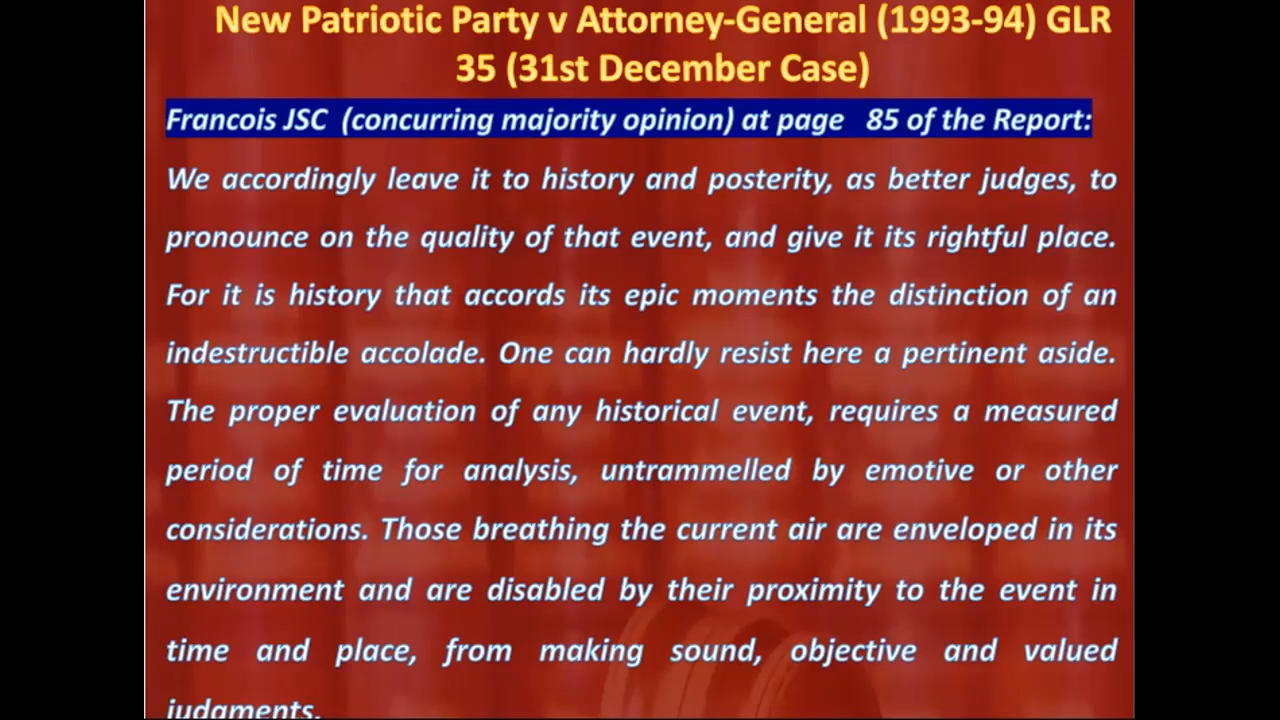 New Patriotic Party v Attorney-General (1993-94) GLR
35 (31st December Case)
Francois JSC (concurring majority opinion) at page 85 of the Report:
We accordingly leave it to history and posterity, as better judges, to
pronounce on the quality of that event, and give it its rightful place.
For it is history that accords its epic moments the distinction of an
indestructible accolade. One can hardly resist here a pertinent aside.
The proper evaluation of any historical event, requires a measured
period of time for analysis, untrammelled by emotive or other
considerations. Those breathing the current air are enveloped in its
environment and are disabled by their proximity to the event in
time and place, from making sound, objective and valued
judgments.